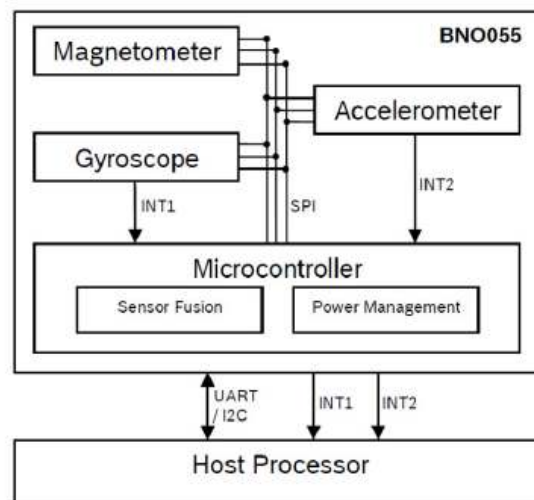 BNO055
Magnetometer
Accelerometer
Gyroscope
INT1
SPI
INT2
Microcontroller
Sensor Fusion
Power Management
UART
/ I2C
INT1
INT2
Host Processor